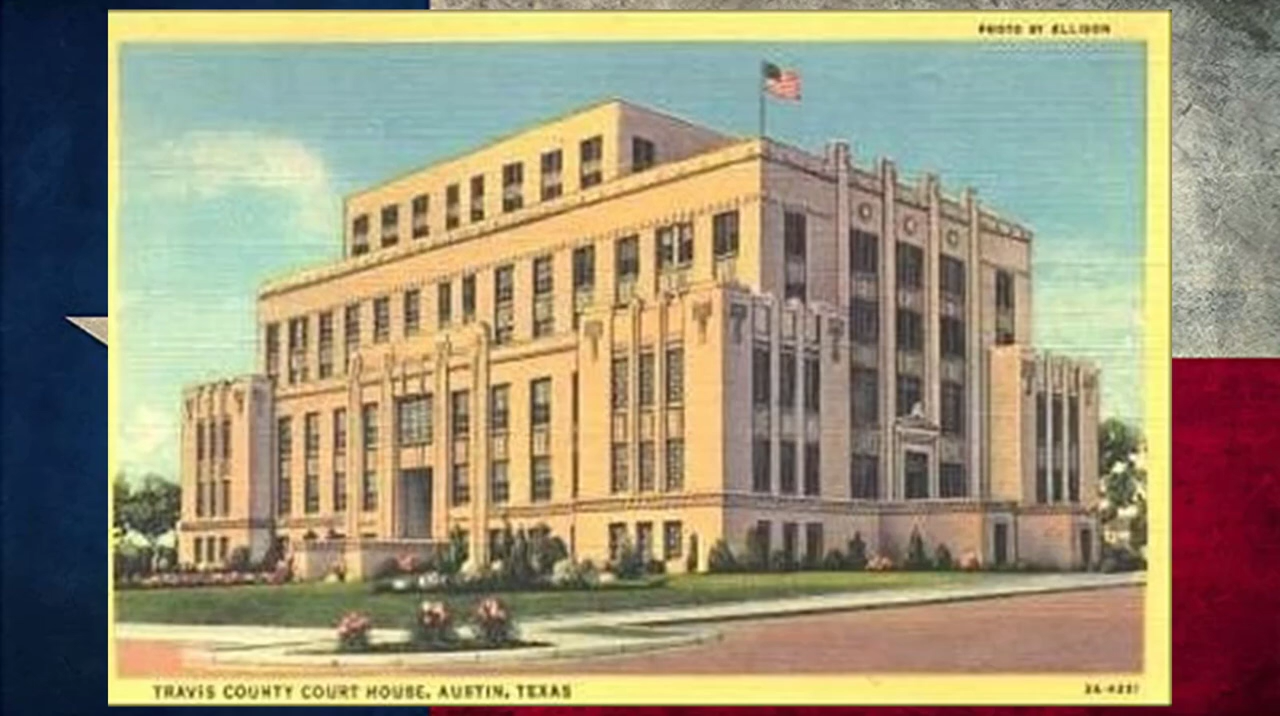 PHOTO BY ELLISON
TRAVIS COUNTY COURT HOUSE, AUSTIN, TEXAS